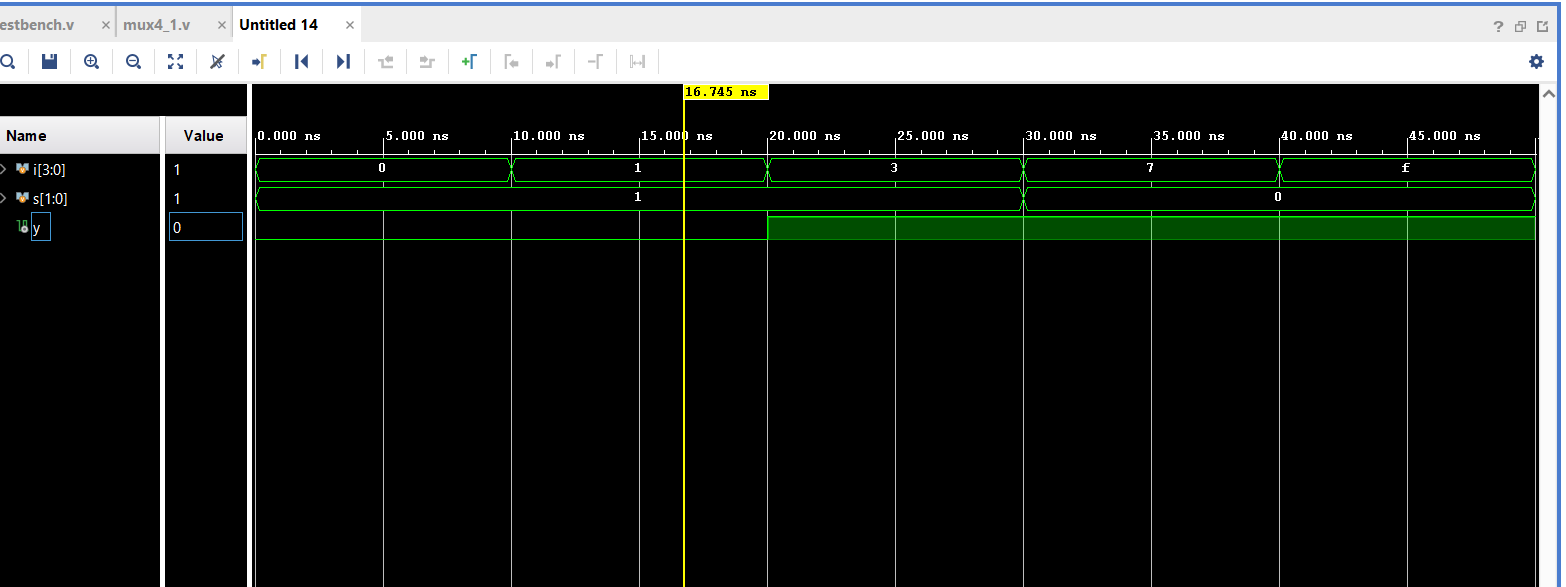 estbench.v × mux4_1.v × Untitled 14 × ?
16.745 ns
Name Value 0.000 ns 5.000 ns 10.000 ns 15.000 ns 20.000 ns 25.000 ns 30.000 ns 35.000 ns 40.000 ns 45.000 ns
i[3:0] 1 0 1 3 7 f
s[1:0] 1 1 0
y 0